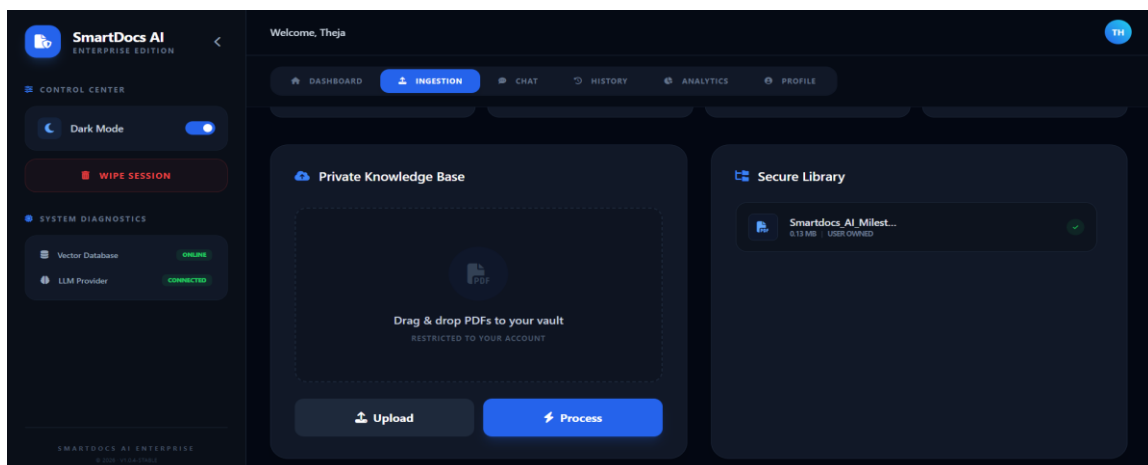 SmartDocs AI
ENTERPRISE EDITION
CONTROL CENTER
Dark Mode
WIPE SESSION
SYSTEM DIAGNOSTICS
Vector Database ONLINE
LLM Provider CONNECTED
SMARTDOCS AI ENTERPRISE
Welcome, Theja
TH
DASHBOARD INGESTION CHAT HISTORY ANALYTICS PROFILE
Private Knowledge Base
PDF
Drag & drop PDFs to your vault
RESTRICTED TO YOUR ACCOUNT
Upload
Process
Secure Library
PDF
Smartdocs_AI_Milest...
0.13 MB | USER OWNED